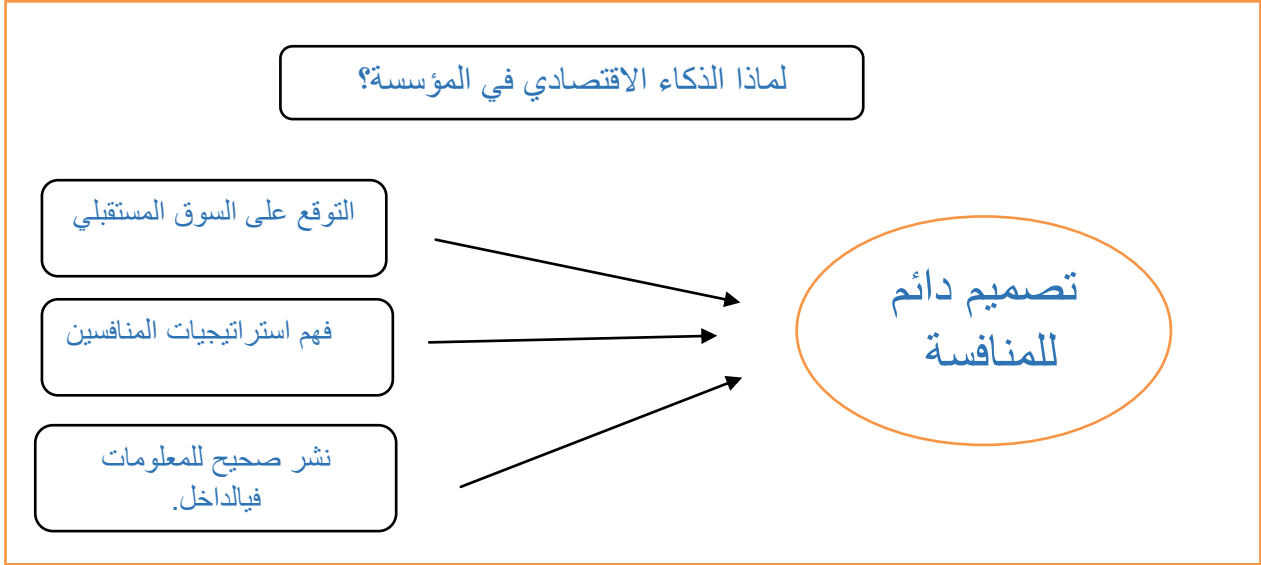 لماذا الذكاء الاقتصادي في المؤسسة؟
التوقع على السوق المستقبلي
فهم استراتيجيات المنافسين
نشر صحيح للمعلومات
فيالداخل.
تصميم دائم
للمنافسة